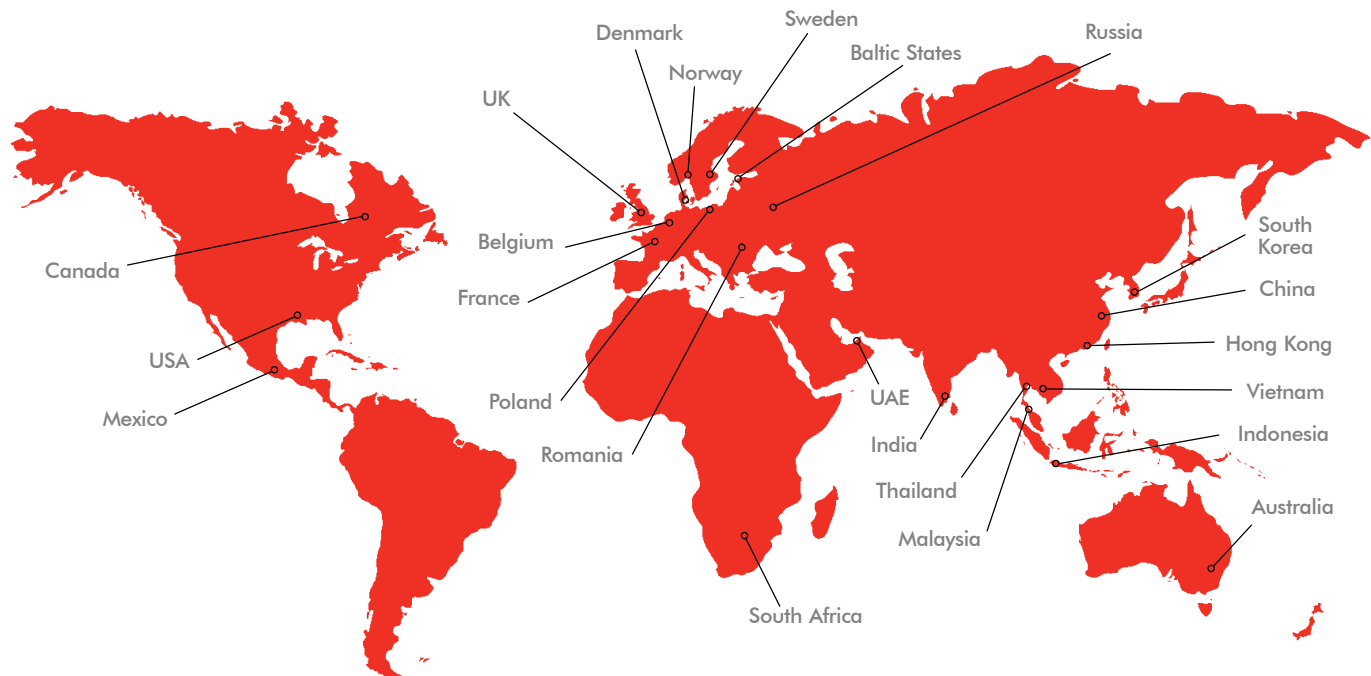 Sweden
Denmark
Russia
Baltic States
Norway
UK
South
Korea
Belgium
Canada
China
France
Hong Kong
USA
Vietnam
UAE
Poland
Mexico
Indonesia
India
Romania
Thailand
Australia
Malaysia
South Africa